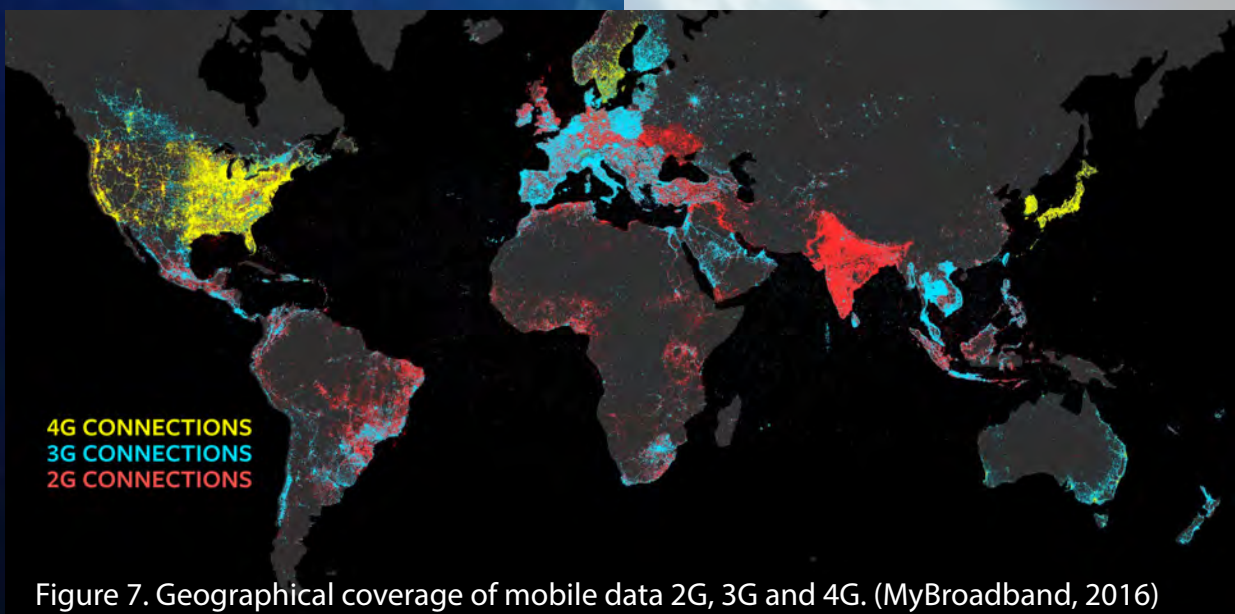 4G CONNECTIONS
3G CONNECTIONS
2G CONNECTIONS
Figure 7. Geographical coverage of mobile data 2G, 3G and 4G. (MyBroadband, 2016)